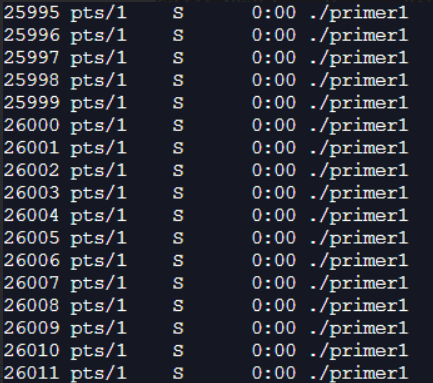 25995 pts/1    S      0:00 ./primer1
25996 pts/1    S      0:00 ./primer1
25997 pts/1    S      0:00 ./primer1
25998 pts/1    S      0:00 ./primer1
25999 pts/1    S      0:00 ./primer1
26000 pts/1    S      0:00 ./primer1
26001 pts/1    S      0:00 ./primer1
26002 pts/1    S      0:00 ./primer1
26003 pts/1    S      0:00 ./primer1
26004 pts/1    S      0:00 ./primer1
26005 pts/1    S      0:00 ./primer1
26006 pts/1    S      0:00 ./primer1
26007 pts/1    S      0:00 ./primer1
26008 pts/1    S      0:00 ./primer1
26009 pts/1    S      0:00 ./primer1
26010 pts/1    S      0:00 ./primer1
26011 pts/1    S      0:00 ./primer1